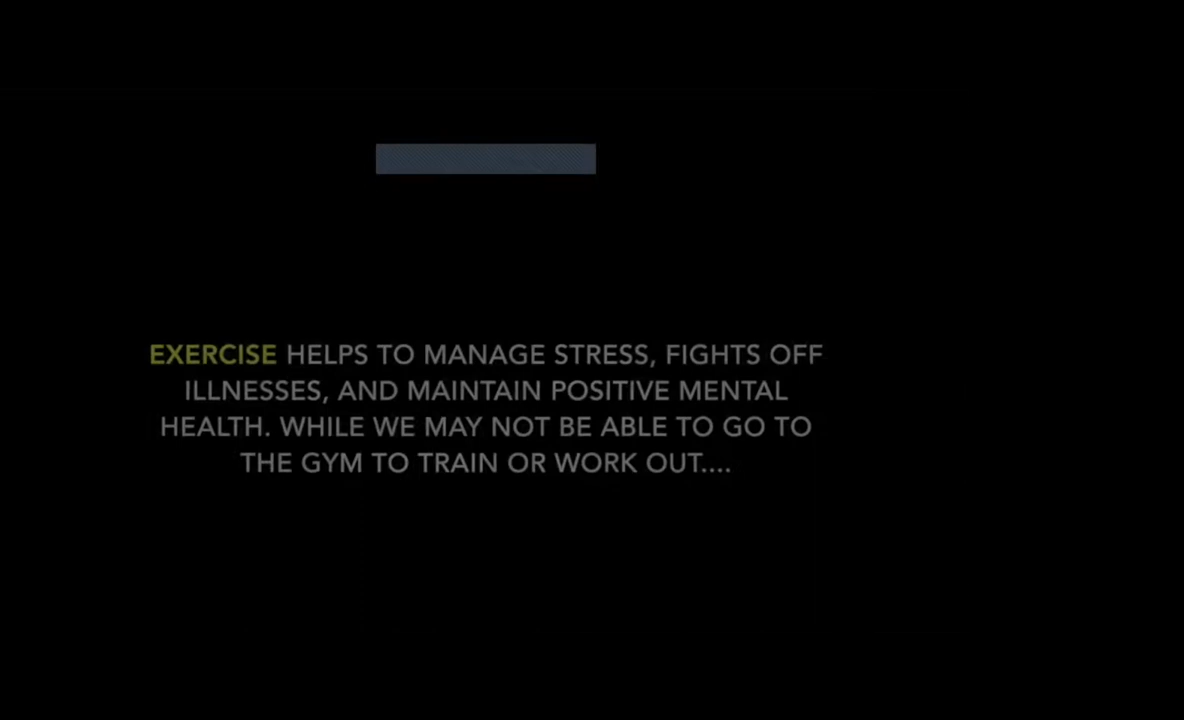 EXERCISE HELPS TO MANAGE STRESS, FIGHTS OFF
ILLNESSES, AND MAINTAIN POSITIVE MENTAL
HEALTH. WHILE WE MAY NOT BE ABLE TO GO TO
THE GYM TO TRAIN OR WORK OUT....